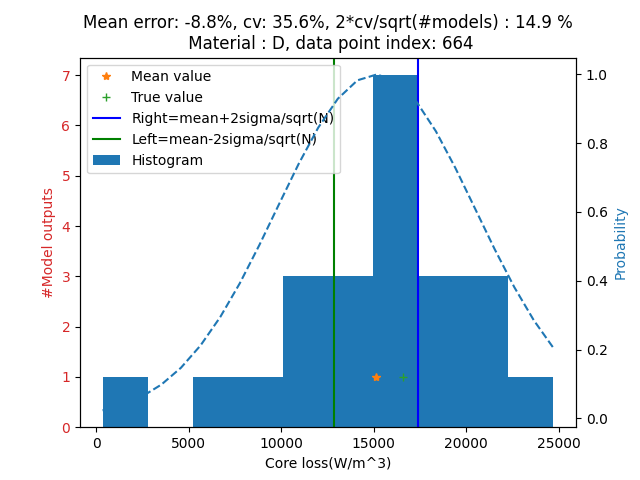 Mean error: -8.8%, cv: 35.6%, 2*cv/sqrt(#models) : 14.9 %
Material : D, data point index: 664
Mean value
True value
Right=mean+2sigma/sqrt(N)
Left=mean-2sigma/sqrt(N)
Histogram
7
6
5
4
3
2
1
0
#Model outputs
1.0
0.8
0.6
0.4
0.2
0.0
Probability
0 5000 10000 15000 20000 25000
Core loss(W/m^3)